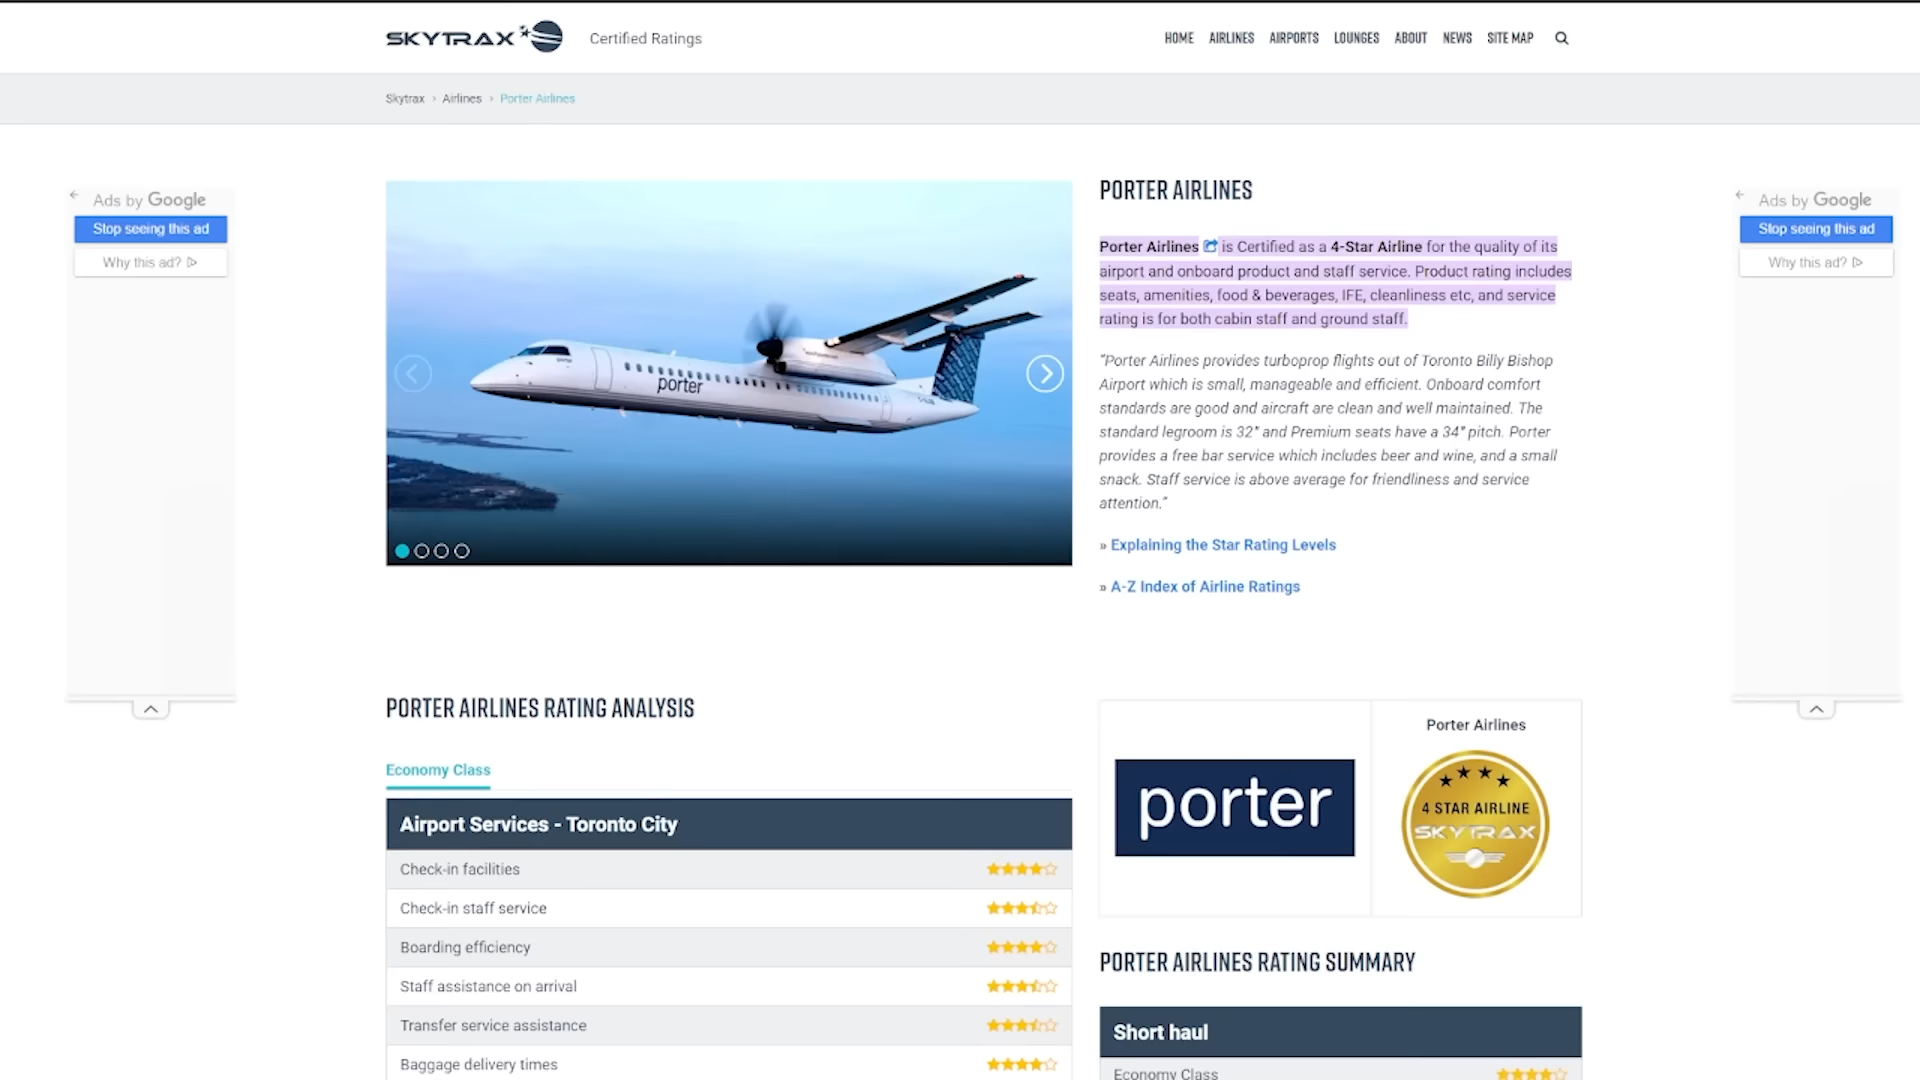 SKYTRAX
Certified Ratings
HOME AIRLINES AIRPORTS LOUNGES ABOUT NEWS SITE MAP
Skytrax › Airlines › Porter Airlines
Ads by Google
Stop seeing this ad
Why this ad?
porter
PORTER AIRLINES
Porter Airlines is Certified as a 4-Star Airline for the quality of its
airport and onboard product and staff service. Product rating includes
seats, amenities, food & beverages, IFE, cleanliness etc, and service
rating is for both cabin staff and ground staff.
"Porter Airlines provides turboprop flights out of Toronto Billy Bishop
Airport which is small, manageable and efficient. Onboard comfort
standards are good and aircraft are clean and well maintained. The
standard legroom is 32" and Premium seats have a 34" pitch. Porter
provides a free bar service which includes beer and wine, and a small
snack. Staff service is above average for friendliness and service
attention."
» Explaining the Star Rating Levels
» A-Z Index of Airline Ratings
Ads by Google
Stop seeing this ad
Why this ad?
PORTER AIRLINES RATING ANALYSIS
Economy Class
Airport Services - Toronto City
Check-in facilities
Check-in staff service
Boarding efficiency
Staff assistance on arrival
Transfer service assistance
Baggage delivery times
porter
Porter Airlines
4 STAR AIRLINE
SKYTRAX
PORTER AIRLINES RATING SUMMARY
Short haul
Economy Class